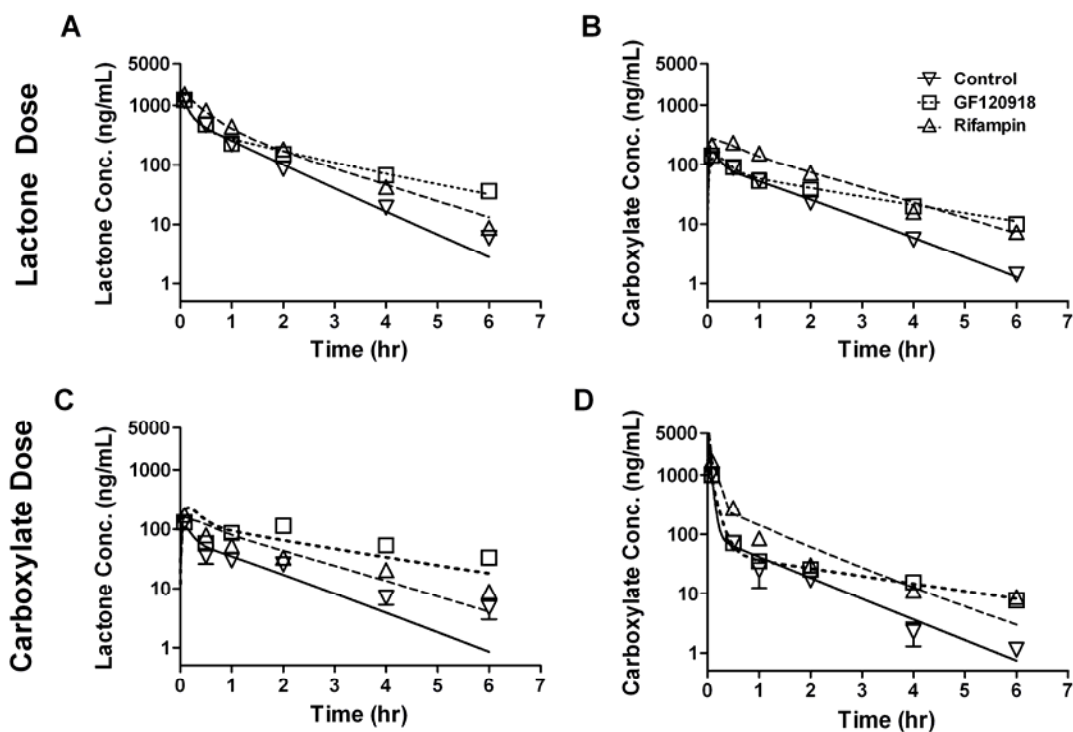 A
B
Lactone Dose
Lactone Conc. (ng/mL)
5000
1000
100
10
1
0 1 2 3 4 5 6 7
Time (hr)
Carboxylate Conc. (ng/mL)
5000
1000
100
10
1
0 1 2 3 4 5 6 7
Time (hr)
Control
GF120918
Rifampin
C
D
Carboxylate Dose
Lactone Conc. (ng/mL)
5000
1000
100
10
1
0 1 2 3 4 5 6 7
Time (hr)
Carboxylate Conc. (ng/mL)
5000
1000
100
10
1
0 1 2 3 4 5 6 7
Time (hr)